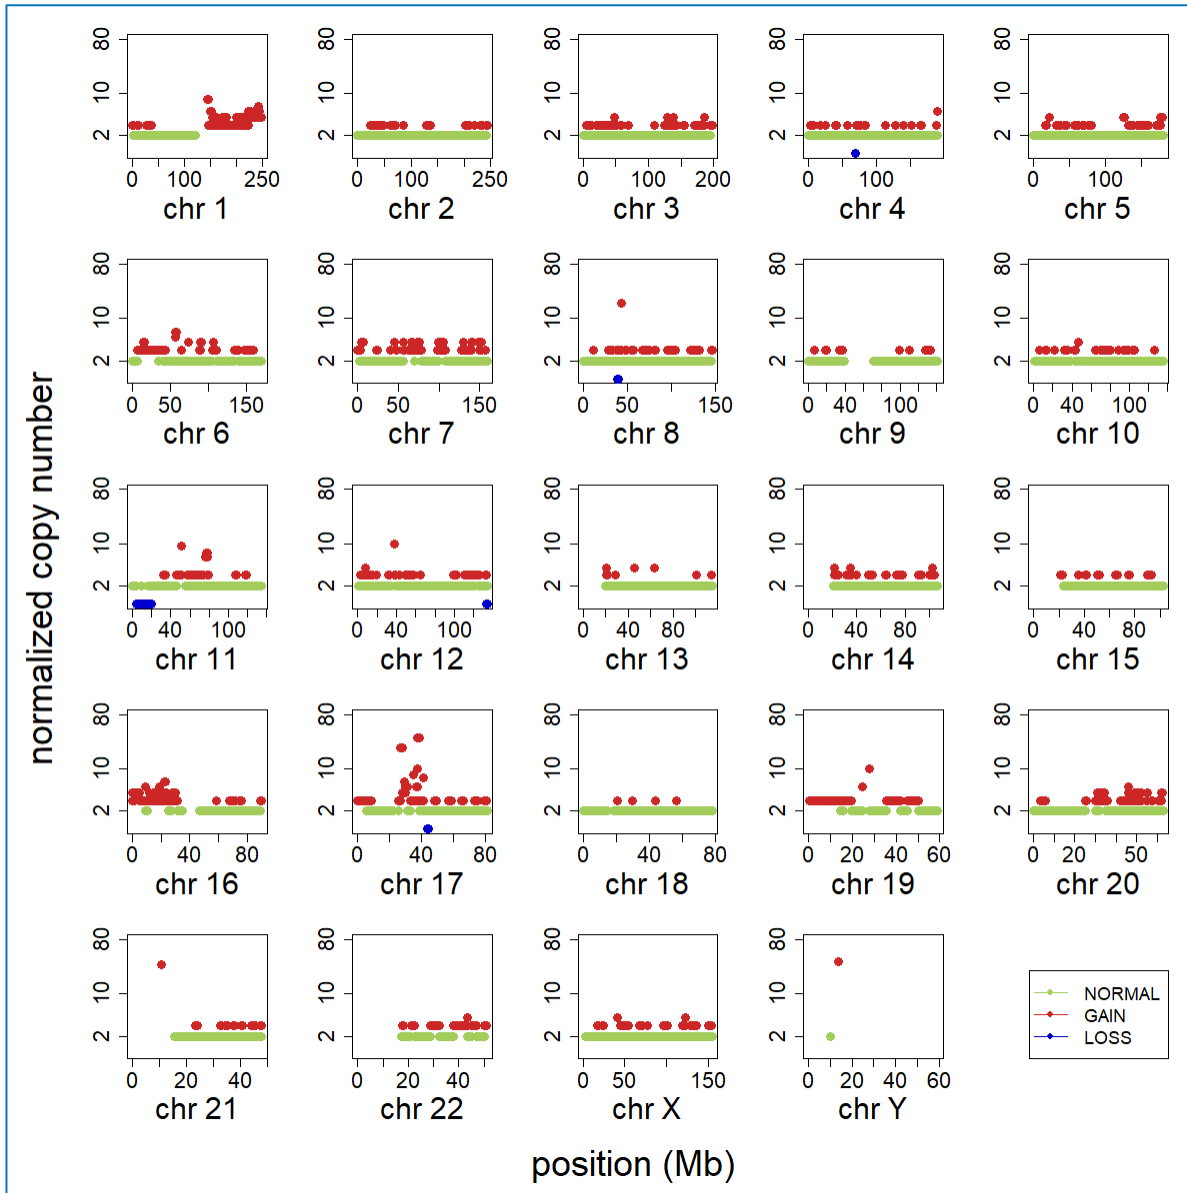 normalized copy number
80
10
2
0 100 250
chr 1
80
10
2
0 50 150 250
chr 2
80
10
2
0 50 100 200
chr 3
80
10
2
0 100
chr 4
80
10
2
0 100
chr 5
80
10
2
0 50 150
chr 6
80
10
2
0 50 150
chr 7
80
10
2
0 50 150
chr 8
80
10
2
0 40 100
chr 9
80
10
2
0 40 100
chr 10
80
10
2
0 40 100
chr 11
80
10
2
0 40 100
chr 12
80
10
2
0 40 80
chr 13
80
10
2
0 40 80
chr 14
80
10
2
0 40 80
chr 15
80
10
2
0 20 40 60 80
chr 16
80
10
2
0 40 80
chr 17
80
10
2
0 40 80
chr 18
80
10
2
0 20 40 60
chr 19
80
10
2
0 20 50
chr 20
80
10
2
0 20 40
chr 21
80
10
2
0 20 40
chr 22
80
10
2
0 50 150
chr X
80
10
2
0 20 40 60
chr Y
NORMAL
GAIN
LOSS
position (Mb)